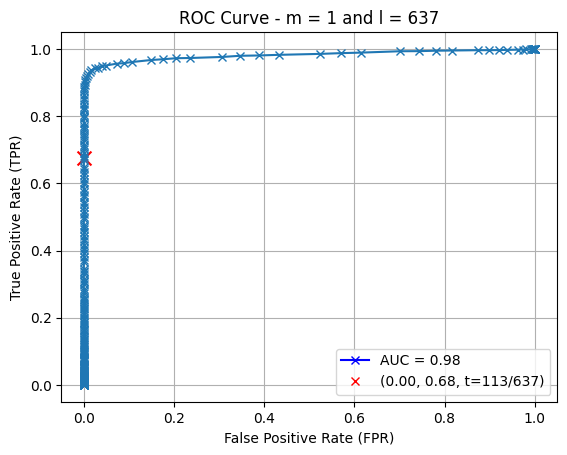 ROC Curve - m = 1 and l = 637
True Positive Rate (TPR)
1.0
0.8
0.6
0.4
0.2
0.0
0.0 0.2 0.4 0.6 0.8 1.0
False Positive Rate (FPR)
AUC = 0.98
(0.00, 0.68, t=113/637)